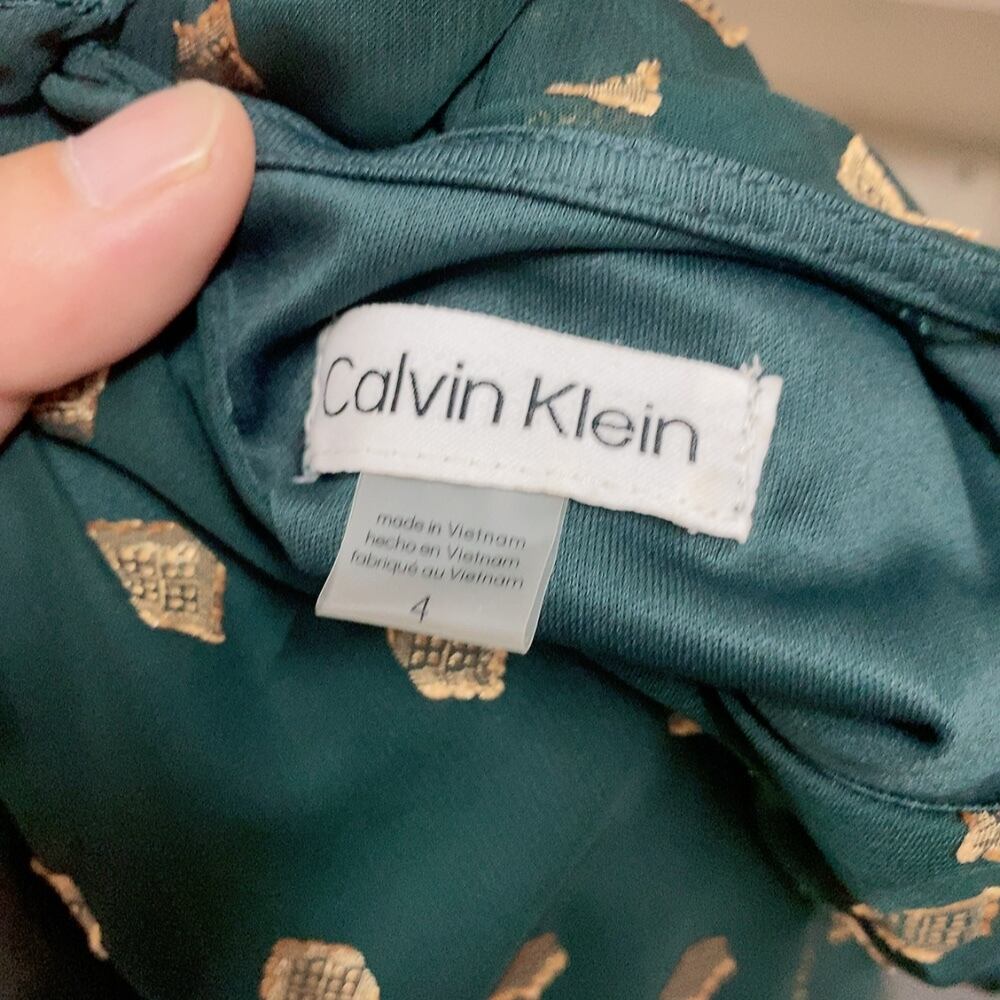 Calvin Klein
made in Vietnam
hecho en Vietnam
fabriqué au Vietnam
4